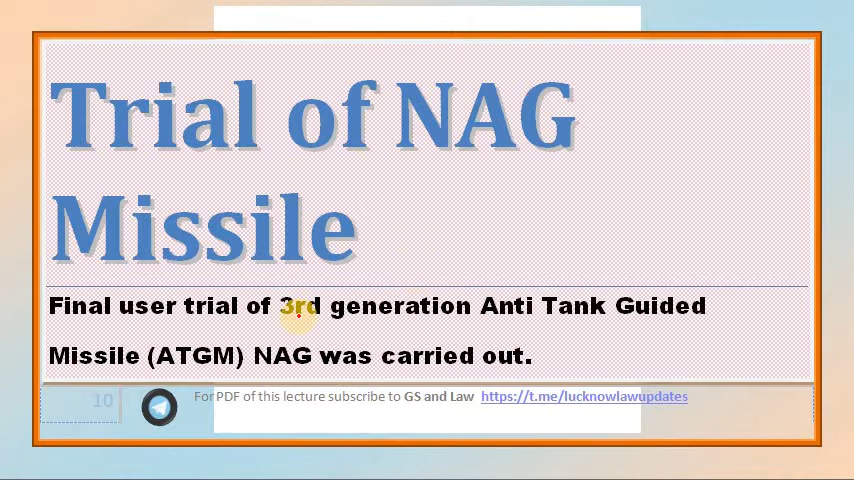 Trial of NAG
Missile
Final user trial of 3rd generation Anti Tank Guided
Missile (ATGM) NAG was carried out.
10
For PDF of this lecture subscribe to GS and Law https://t.me/lucknowlawupdates